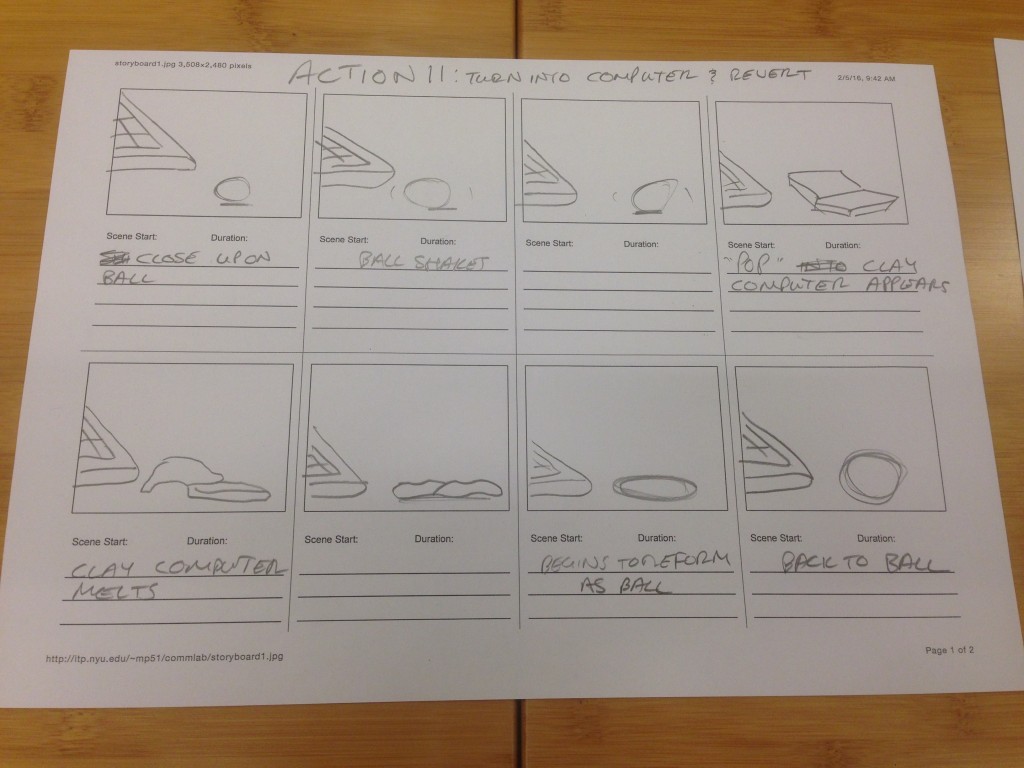 storyboard1.jpg 3,508×2,480 pixels
ACTION 11: TURN INTO COMPUTER & REVERT
2/5/16, 9:42 AM
Scene Start: Duration:
CLOSE UPON
BALL
Scene Start: Duration:
BALL SHAKES
Scene Start: Duration:
Scene Start: Duration:
"POP" CLAY
COMPUTER APPEARS
Scene Start: Duration:
CLAY COMPUTER
MELTS
Scene Start: Duration:
Scene Start: Duration:
BEGINS TO REFORM
AS BALL
Scene Start: Duration:
BACK TO BALL
http://itp.nyu.edu/~mp51/commlab/storyboard1.jpg
Page 1 of 2